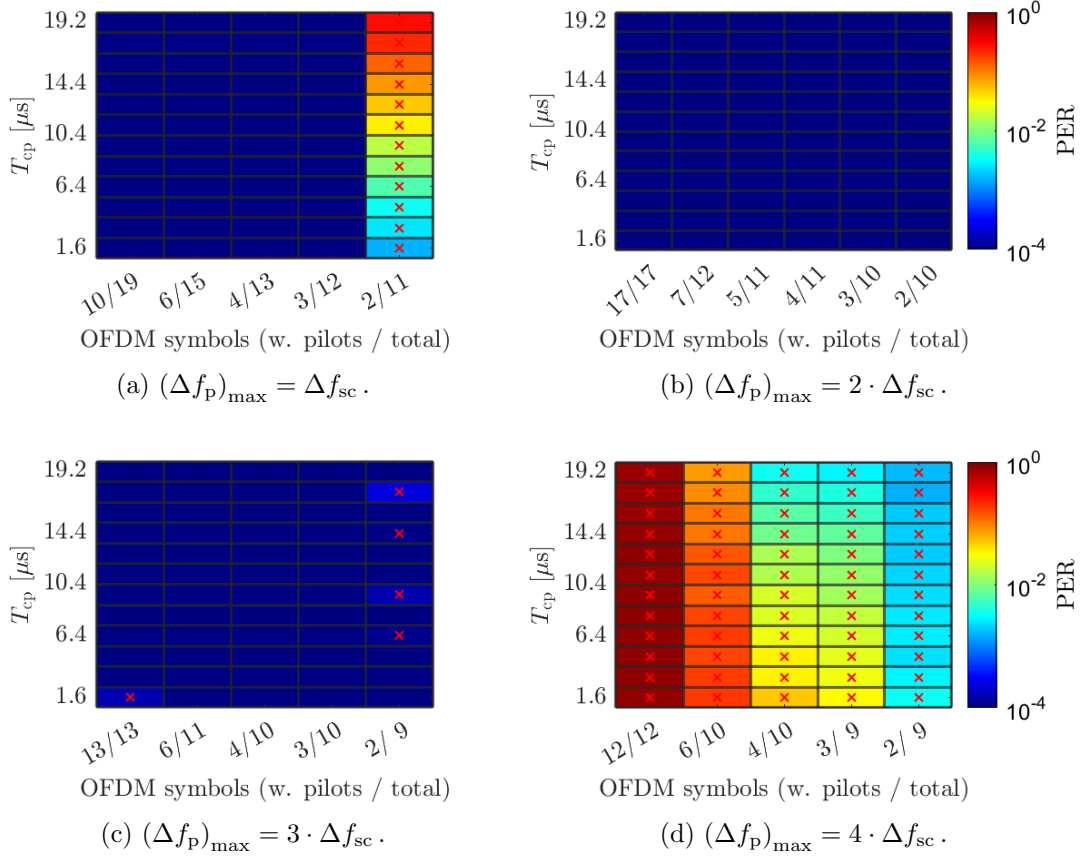 19.2
14.4
10.4
6.4
1.6
T_cp [μs]
10/19 6/15 4/13 3/12 2/11
OFDM symbols (w. pilots / total)
(a) (Δf_p)_max = Δf_sc .
19.2
14.4
10.4
6.4
1.6
T_cp [μs]
17/17 7/12 5/11 4/11 3/10 2/10
OFDM symbols (w. pilots / total)
10^0
10^-2
10^-4
PER
(b) (Δf_p)_max = 2 · Δf_sc .
19.2
14.4
10.4
6.4
1.6
T_cp [μs]
13/13 6/11 4/10 3/10 2/ 9
OFDM symbols (w. pilots / total)
(c) (Δf_p)_max = 3 · Δf_sc .
19.2
14.4
10.4
6.4
1.6
T_cp [μs]
12/12 6/10 4/10 3/ 9 2/ 9
OFDM symbols (w. pilots / total)
10^0
10^-2
10^-4
PER
(d) (Δf_p)_max = 4 · Δf_sc .